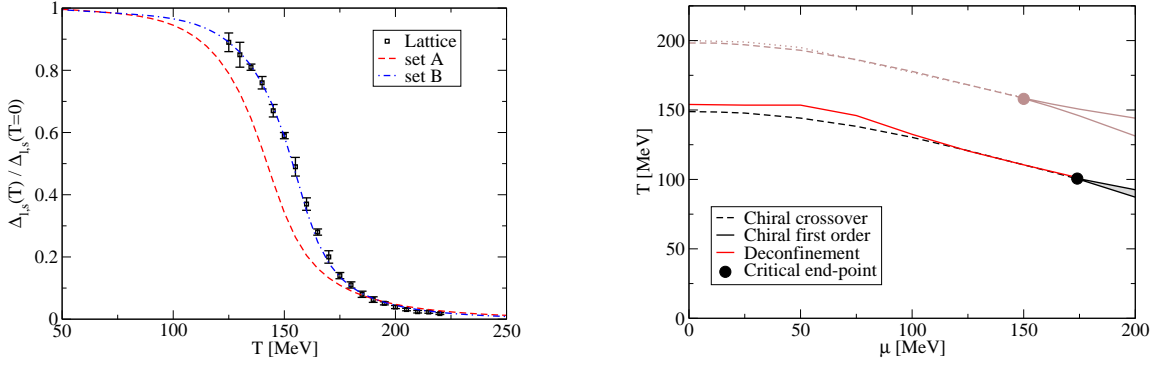 Δl,s(T) / Δl,s(T=0)
1
0.8
0.6
0.4
0.2
0
50 100 150 200 250
T [MeV]
Lattice
set A
set B
T [MeV]
200
150
100
50
0
0 50 100 150 200
μ [MeV]
Chiral crossover
Chiral first order
Deconfinement
Critical end-point